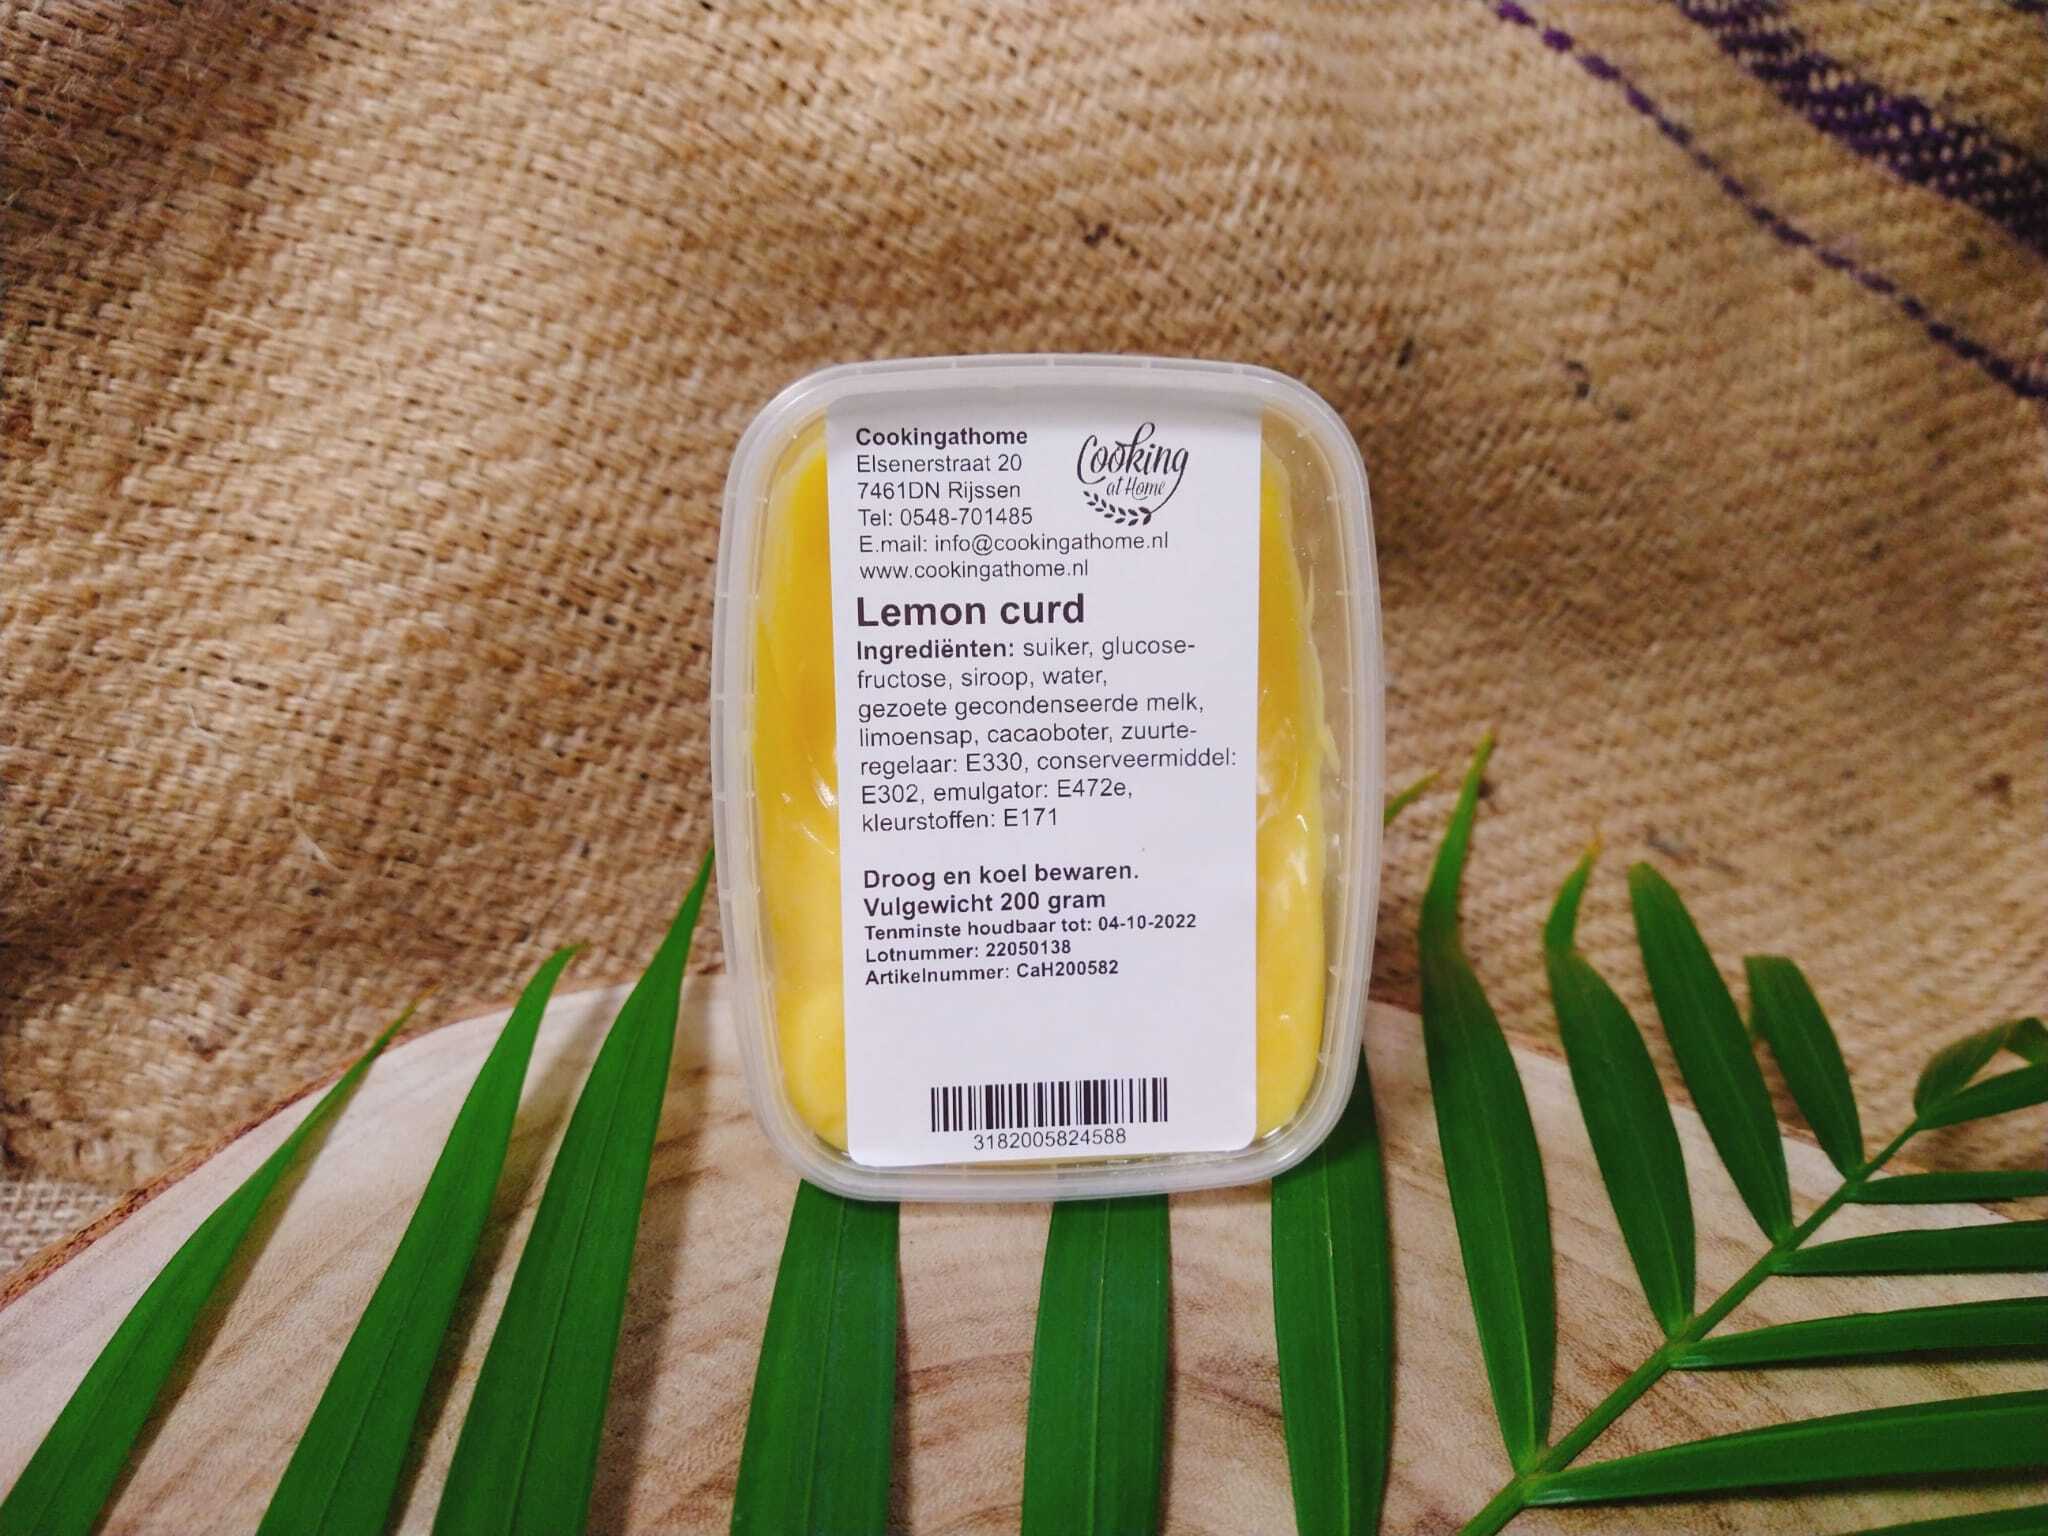 Cookingathome
Elsenerstraat 20
7461DN Rijssen
Tel: 0548-701485
E.mail: info@cookingathome.nl
www.cookingathome.nl
Cooking
at Home
Lemon curd
Ingrediënten: suiker, glucose-
fructose, siroop, water,
gezoete gecondenseerde melk,
limoensap, cacaoboter, zuurte-
regelaar: E330, conserveermiddel:
E302, emulgator: E472e,
kleurstoffen: E171
Droog en koel bewaren.
Vulgewicht 200 gram
Tenminste houdbaar tot: 04-10-2022
Lotnummer: 22050138
Artikelnummer: CaH200582
3182005824588